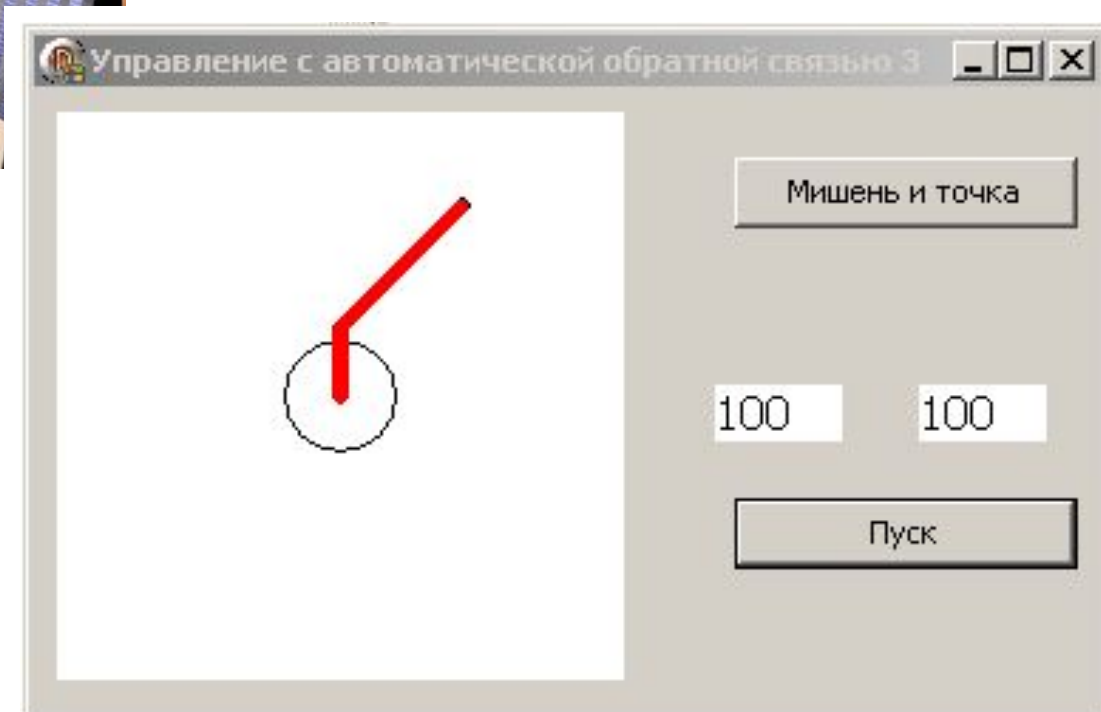 Управление с автоматической обратной связью 3
Мишень и точка
100 100
Пуск